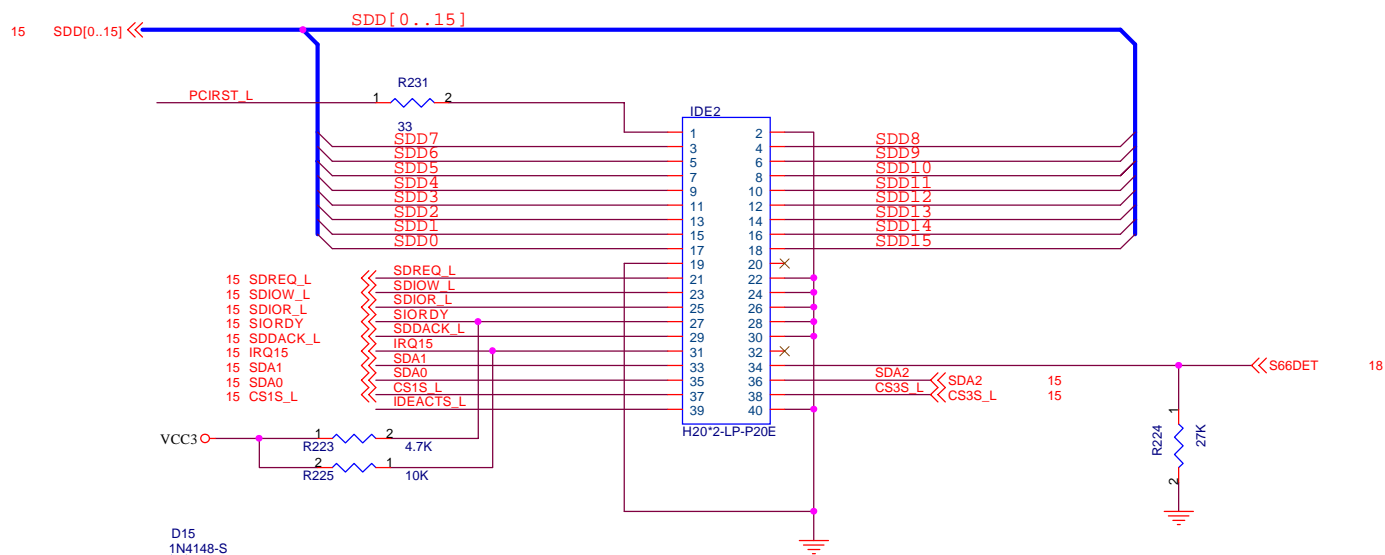 SDD[0..15]
15 SDD[0..15]
R231
PCIRST_L 1 2
33
IDE2
1 2
SDD7 3 4 SDD8
SDD6 5 6 SDD9
SDD5 7 8 SDD10
SDD4 9 10 SDD11
SDD3 11 12 SDD12
SDD2 13 14 SDD13
SDD1 15 16 SDD14
SDD0 17 18 SDD15
19 20
15 SDREQ_L SDREQ_L 21 22
15 SDIOW_L SDIOW_L 23 24
15 SDIOR_L SDIOR_L 25 26
15 SIORDY SIORDY 27 28
15 SDDACK_L SDDACK_L 29 30
15 IRQ15 IRQ15 31 32
15 SDA1 SDA1 33 34 S66DET 18
15 SDA0 SDA0 35 36 SDA2 SDA2 15
15 CS1S_L CS1S_L 37 38 CS3S_L CS3S_L 15
IDEACTS_L 39 40
H20*2-LP-P20E
VCC3 1 2
R223 4.7K
2 1
R225 10K
1
R224 27K
2
D15
1N4148-S